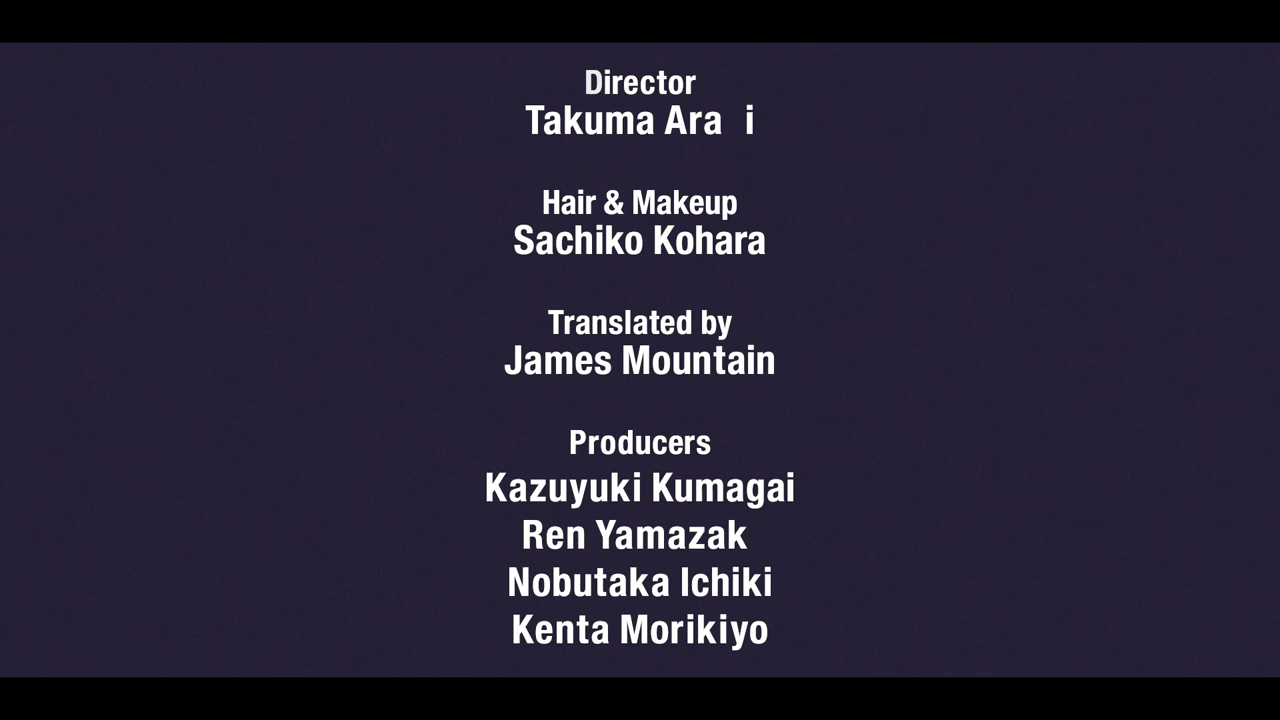 Director
Takuma Ara i
Hair & Makeup
Sachiko Kohara
Translated by
James Mountain
Producers
Kazuyuki Kumagai
Ren Yamazak
Nobutaka Ichiki
Kenta Morikiyo